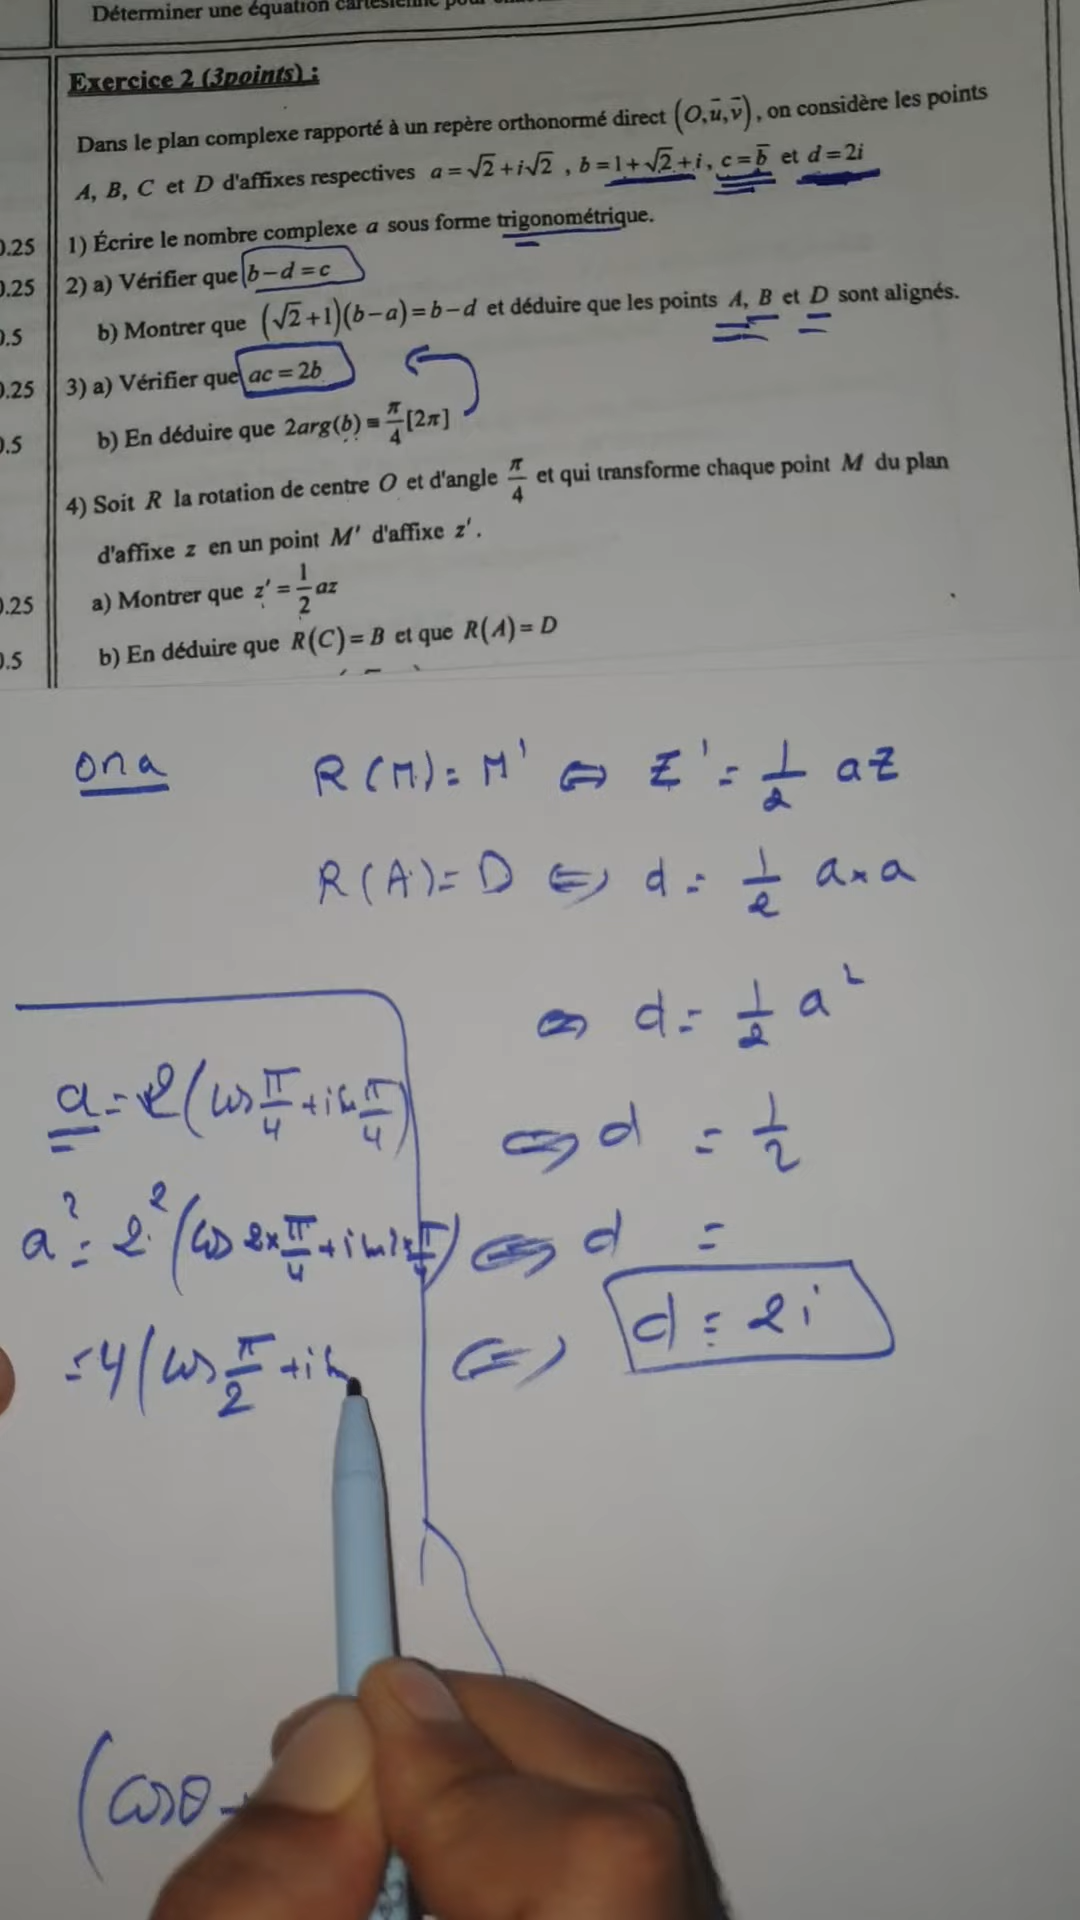 Déterminer une équation cartésienne
Exercice 2 (3points) :
Dans le plan complexe rapporté à un repère orthonormé direct (O, u⃗, v⃗), on considère les points
A, B, C et D d'affixes respectives a = √2 + i√2 , b = 1 + √2 + i, c = b̄ et d = 2i
0.25 1) Écrire le nombre complexe a sous forme trigonométrique.
0.25 2) a) Vérifier que b − d = c
0.5 b) Montrer que (√2 + 1)(b − a) = b − d et déduire que les points A, B et D sont alignés.
0.25 3) a) Vérifier que ac = 2b
0.5 b) En déduire que 2arg(b) ≡ π/4 [2π]
4) Soit R la rotation de centre O et d'angle π/4 et qui transforme chaque point M du plan
d'affixe z en un point M' d'affixe z'.
0.25 a) Montrer que z' = 1/2 az
0.5 b) En déduire que R(C) = B et que R(A) = D
on a R(M) = M' ⇔ Z' = 1/2 aZ
R(A) = D ⇔ d = 1/2 a × a
⇔ d = 1/2 a²
a = 2(cos π/4 + i sin π/4)
⇔ d = 1/2
a² = 2²(cos 2×π/4 + i sin 2×π/4) ⇔ d =
= 4(cos π/2 + i s
⇔ d = 2i
(cosθ